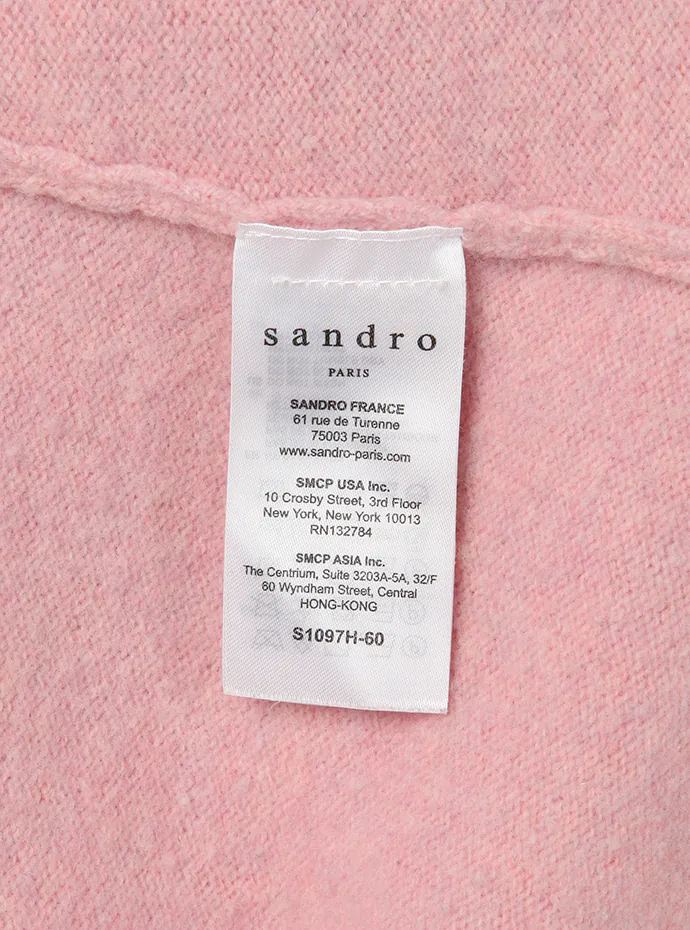 sandro
PARIS
SANDRO FRANCE
61 rue de Turenne
75003 Paris
www.sandro-paris.com
SMCP USA Inc.
10 Crosby Street, 3rd Floor
New York, New York 10013
RN132784
SMCP ASIA Inc.
The Centrium, Suite 3203A-5A, 32/F
60 Wyndham Street, Central
HONG-KONG
S1097H-60